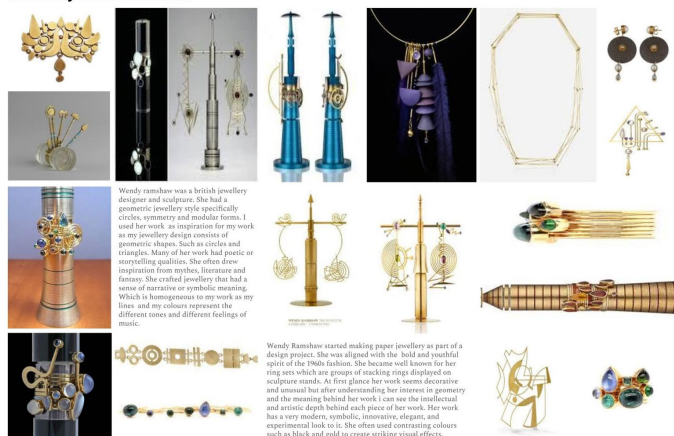 Wendy ramshaw was a british jewellery
designer and sculpture. She had a
geometric jewellery style specifically
circles, symmetry and modular forms. I
used her work as inspiration for my work
as my jewellery design consists of
geometric shapes. Such as circles and
triangles. Many of her work had poetic or
storytelling qualities. She often drew
inspiration from mythes, literature and
fantasy. She crafted jewellery that had a
sense of narrative or symbolic meaning.
Which is homogeneous to my work as my
lines and my colours represent the
different tones and different feelings of
music.
WENDY RAMSHAW
Wendy Ramshaw started making paper jewellery as part of a
design project. She was aligned with the bold and youthful
spirit of the 1960s fashion. She became well known for her
ring sets which are groups of stacking rings displayed on
sculpture stands. At first glance her work seems decorative
and unusual but after understanding her interest in geometry
and the meaning behind her work i can see the intellectual
and artistic depth behind each piece of her work. Her work
has a very modern, symbolic, innovative, elegant, and
experimental look to it. She often used contrasting colours
such as black and gold to create striking visual effects.